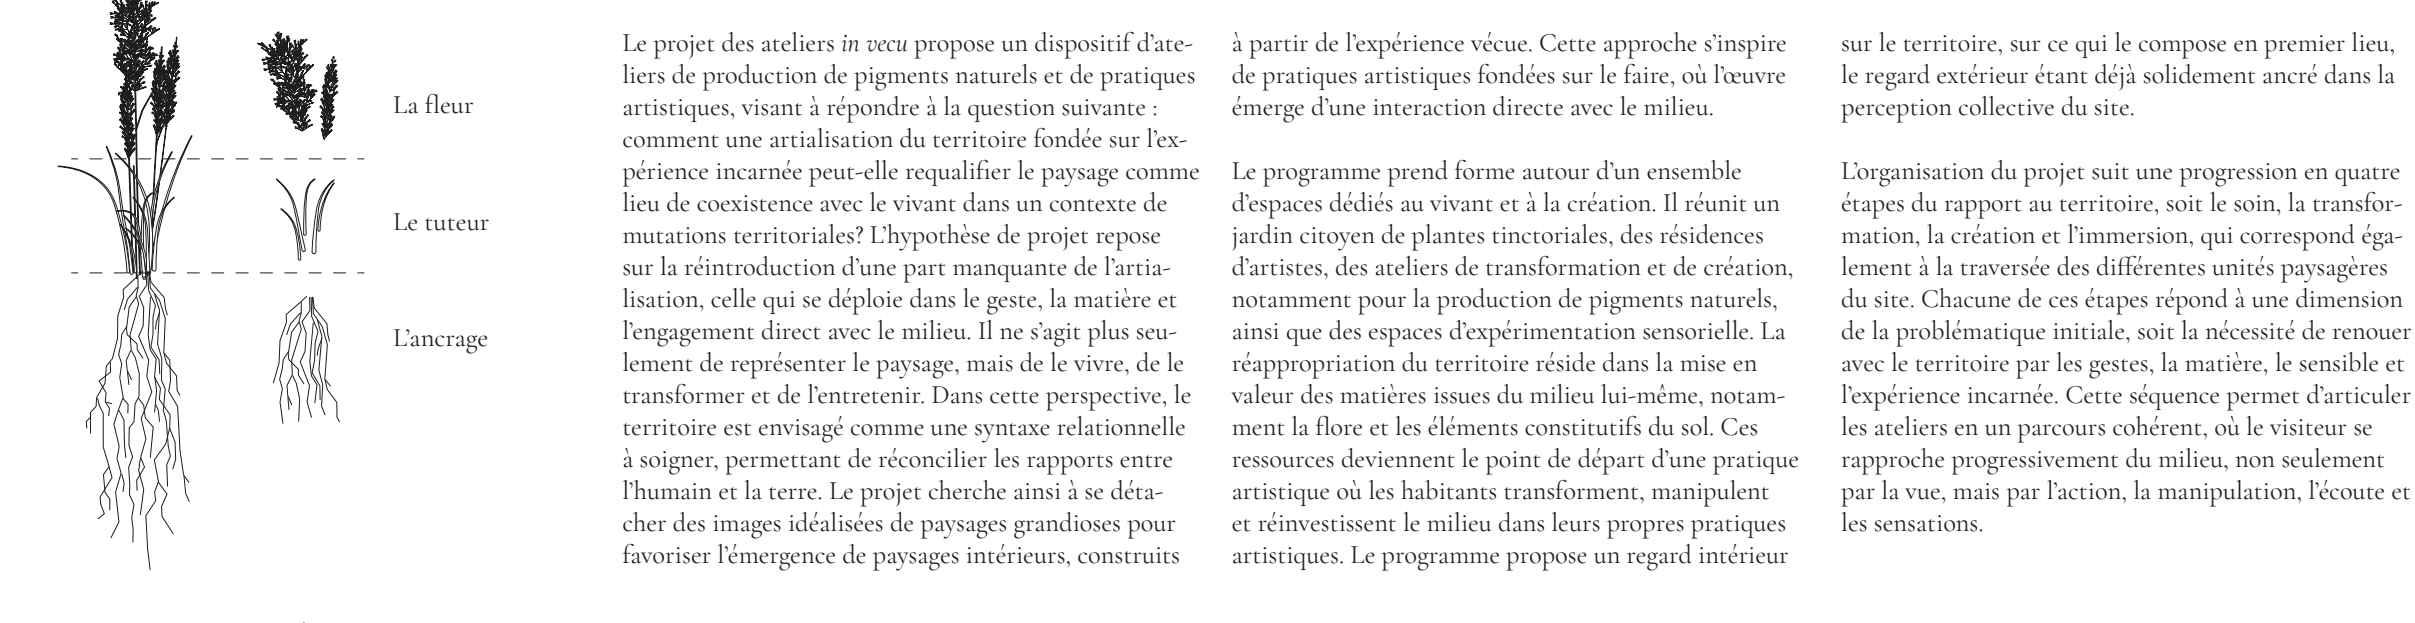 La fleur
Le tuteur
L’ancrage
Le projet des ateliers in vecu propose un dispositif d’ate-
liers de production de pigments naturels et de pratiques
artistiques, visant à répondre à la question suivante :
comment une artialisation du territoire fondée sur l’ex-
périence incarnée peut-elle requalifier le paysage comme
lieu de coexistence avec le vivant dans un contexte de
mutations territoriales? L’hypothèse de projet repose
sur la réintroduction d’une part manquante de l’artia-
lisation, celle qui se déploie dans le geste, la matière et
l’engagement direct avec le milieu. Il ne s’agit plus seu-
lement de représenter le paysage, mais de le vivre, de le
transformer et de l’entretenir. Dans cette perspective, le
territoire est envisagé comme une syntaxe relationnelle
à soigner, permettant de réconcilier les rapports entre
l’humain et la terre. Le projet cherche ainsi à se déta-
cher des images idéalisées de paysages grandioses pour
favoriser l’émergence de paysages intérieurs, construits
à partir de l’expérience vécue. Cette approche s’inspire
de pratiques artistiques fondées sur le faire, où l’œuvre
émerge d’une interaction directe avec le milieu.
Le programme prend forme autour d’un ensemble
d’espaces dédiés au vivant et à la création. Il réunit un
jardin citoyen de plantes tinctoriales, des résidences
d’artistes, des ateliers de transformation et de création,
notamment pour la production de pigments naturels,
ainsi que des espaces d’expérimentation sensorielle. La
réappropriation du territoire réside dans la mise en
valeur des matières issues du milieu lui-même, notam-
ment la flore et les éléments constitutifs du sol. Ces
ressources deviennent le point de départ d’une pratique
artistique où les habitants transforment, manipulent
et réinvestissent le milieu dans leurs propres pratiques
artistiques. Le programme propose un regard intérieur
sur le territoire, sur ce qui le compose en premier lieu,
le regard extérieur étant déjà solidement ancré dans la
perception collective du site.
L’organisation du projet suit une progression en quatre
étapes du rapport au territoire, soit le soin, la transfor-
mation, la création et l’immersion, qui correspond éga-
lement à la traversée des différentes unités paysagères
du site. Chacune de ces étapes répond à une dimension
de la problématique initiale, soit la nécessité de renouer
avec le territoire par les gestes, la matière, le sensible et
l’expérience incarnée. Cette séquence permet d’articuler
les ateliers en un parcours cohérent, où le visiteur se
rapproche progressivement du milieu, non seulement
par la vue, mais par l’action, la manipulation, l’écoute et
les sensations.